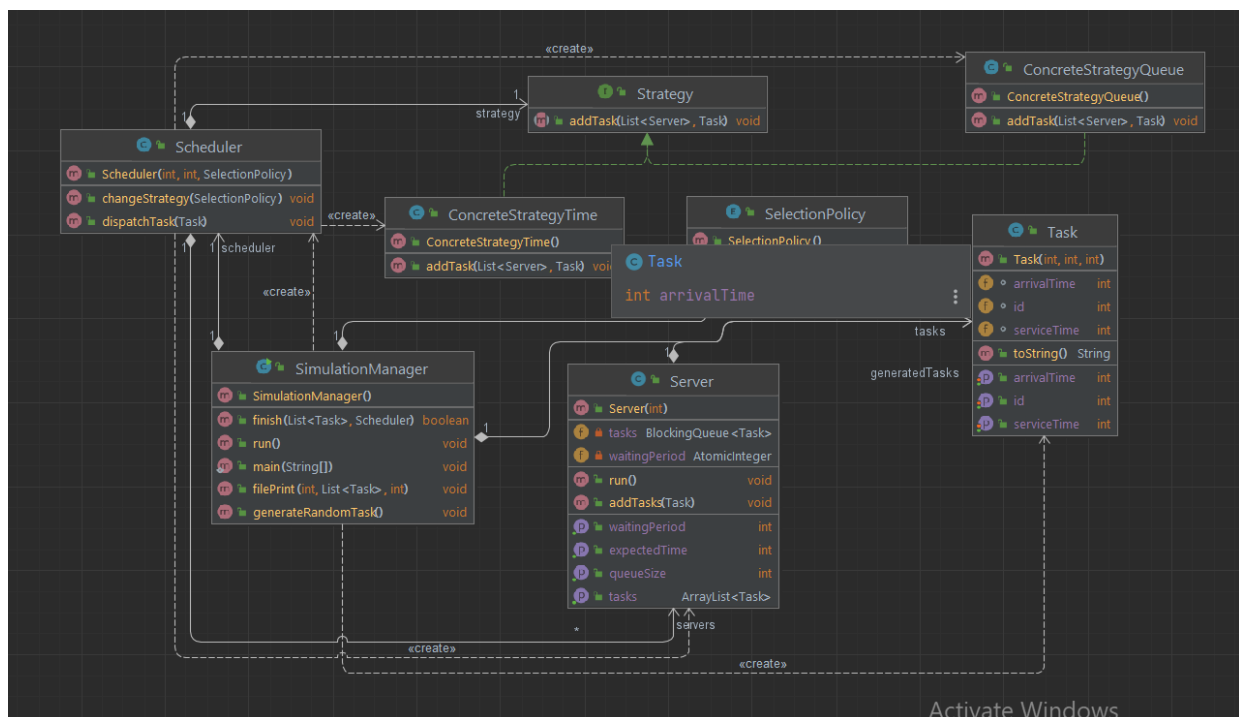 «create»
Strategy
addTask(List<Server>, Task) void
1
strategy
ConcreteStrategyQueue
ConcreteStrategyQueue()
addTask(List<Server>, Task) void
1
Scheduler
Scheduler(int, int, SelectionPolicy)
changeStrategy(SelectionPolicy) void
dispatchTask(Task) void
«create»
ConcreteStrategyTime
ConcreteStrategyTime()
addTask(List<Server>, Task) void
SelectionPolicy
SelectionPolicy()
Task
int arrivalTime
Task
Task(int, int, int)
arrivalTime int
id int
serviceTime int
toString() String
arrivalTime int
id int
serviceTime int
1
1 scheduler
«create»
1
1
1
tasks
generatedTasks
SimulationManager
SimulationManager()
finish(List<Task>, Scheduler) boolean
run() void
main(String[]) void
filePrint(int, List<Task>, int) void
generateRandomTask() void
1
Server
Server(int)
tasks BlockingQueue<Task>
waitingPeriod AtomicInteger
run() void
addTasks(Task) void
waitingPeriod int
expectedTime int
queueSize int
tasks ArrayList<Task>
*
servers
«create»
«create»
Activate Windows